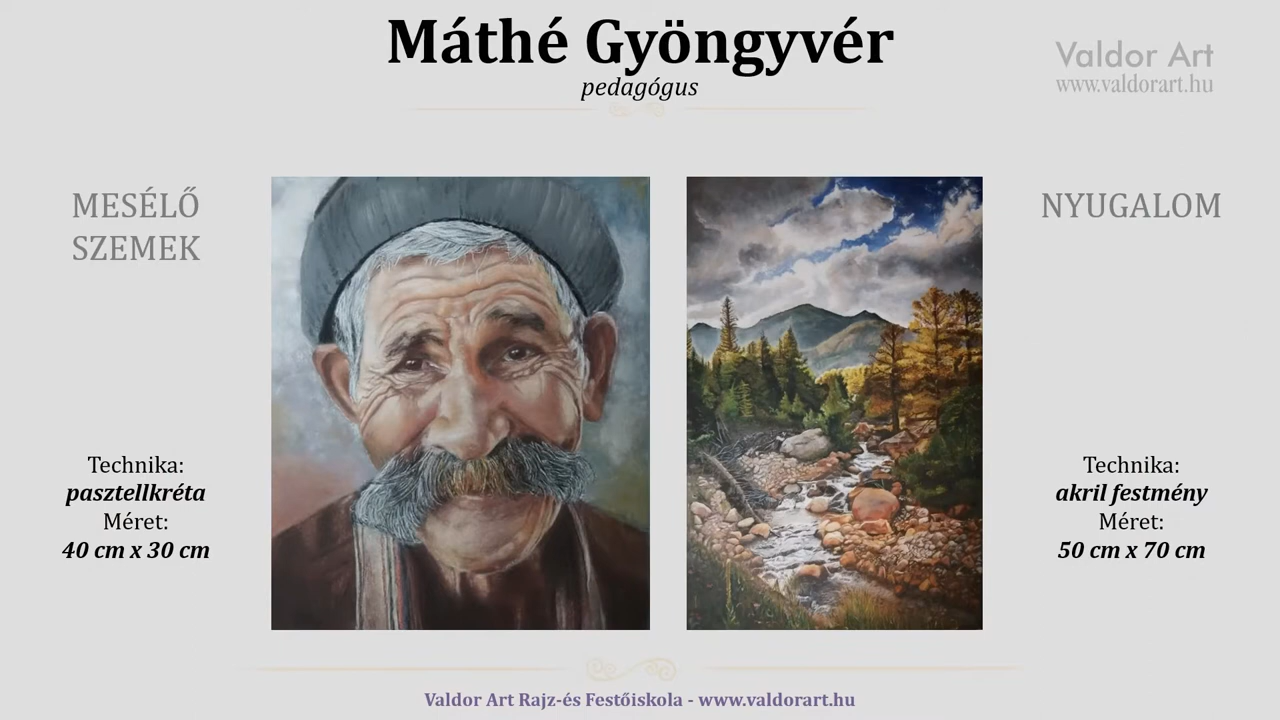 Máthé Gyöngyvér
pedagógus
Valdor Art
www.valdorart.hu
MESÉLŐ
SZEMEK
Technika:
pasztellkréta
Méret:
40 cm x 30 cm
NYUGALOM
Technika:
akril festmény
Méret:
50 cm x 70 cm
Valdor Art Rajz-és Festőiskola - www.valdorart.hu